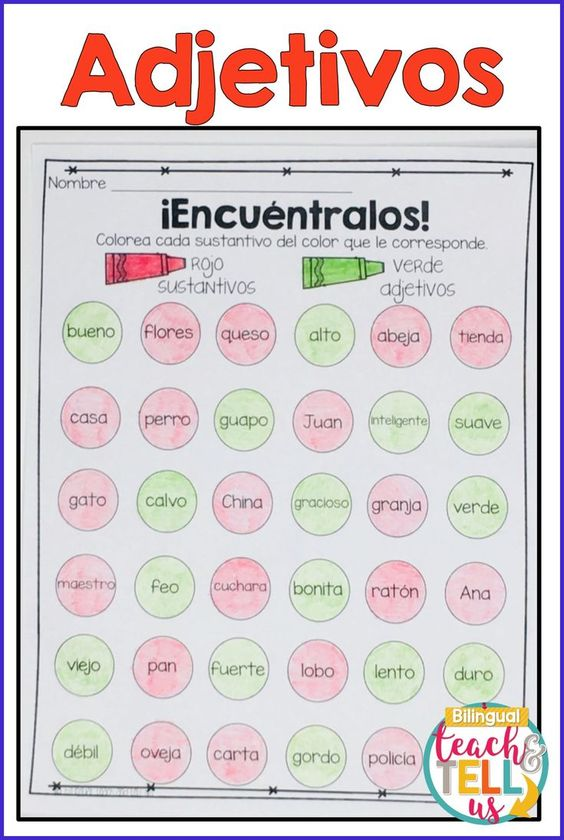 Adjetivos
Nombre
¡Encuéntralos!
Colorea cada sustantivo del color que le corresponde.
Rojo
sustantivos
verde
adjetivos
bueno flores queso alto abeja tienda
casa perro guapo Juan inteligente suave
gato calvo China gracioso granja verde
maestro feo cuchara bonita ratón Ana
viejo pan fuerte lobo lento duro
débil oveja carta gordo policía
Bilingual
teach &
TELL
us